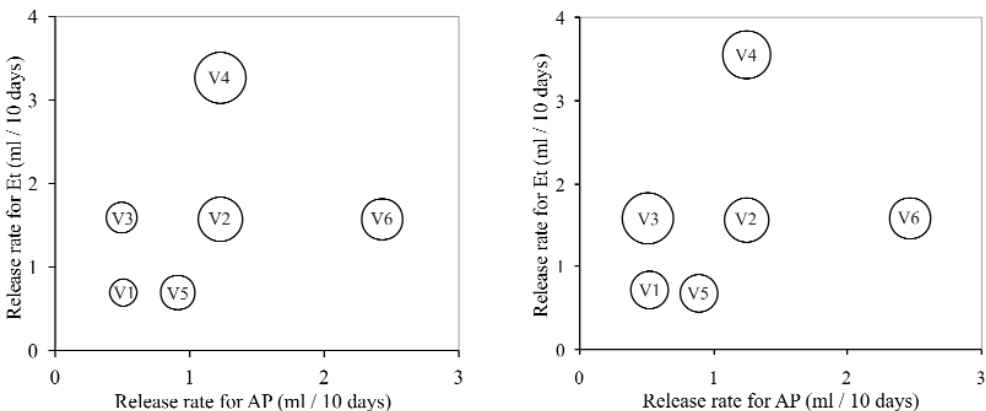 Release rate for Et (ml / 10 days)
4
3
2
1
0
V4
V3
V2
V6
V1
V5
0
1
2
3
Release rate for AP (ml / 10 days)
Release rate for Et (ml / 10 days)
4
3
2
1
0
V4
V3
V2
V6
V1
V5
0
1
2
3
Release rate for AP (ml / 10 days)